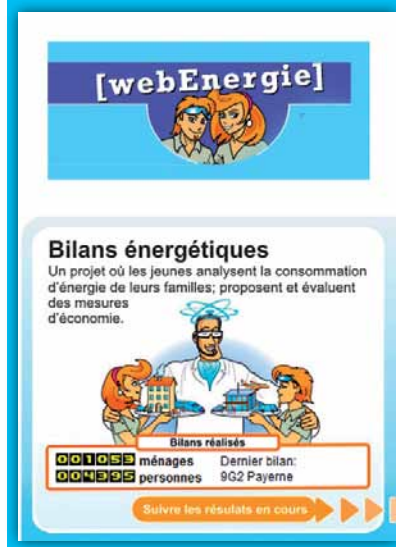 [webEnergie]
Bilans énergétiques
Un projet où les jeunes analysent la consommation
d'énergie de leurs familles; proposent et évaluent
des mesures
d'économie.
Bilans réalisés
001053 ménages
004395 personnes
Dernier bilan:
9G2 Payerne
Suivre les résulats en cours